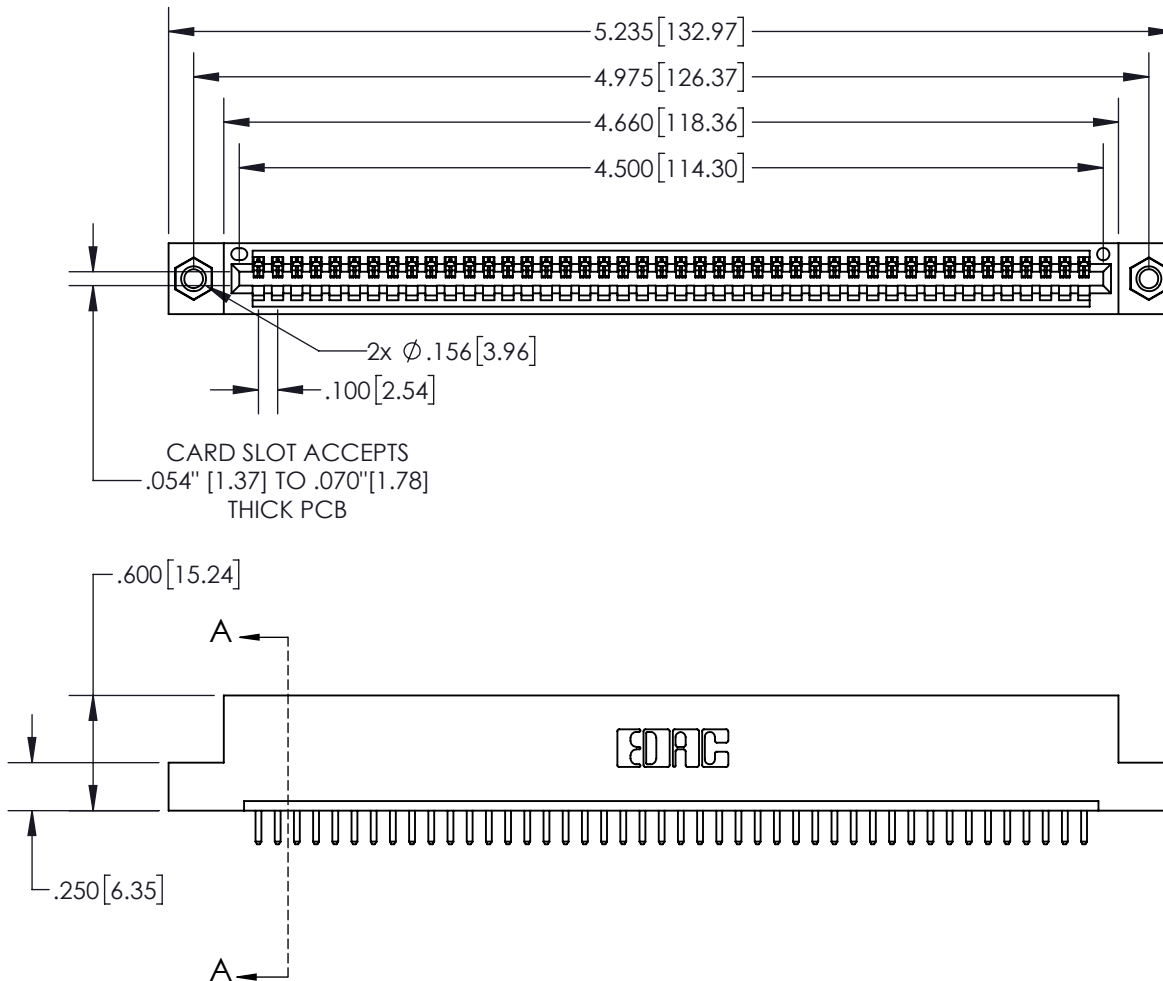 5.235[132.97]
4.975[126.37]
4.660[118.36]
4.500[114.30]
2x Ø.156[3.96]
.100[2.54]
CARD SLOT ACCEPTS
.054" [1.37] TO .070"[1.78]
THICK PCB
.600[15.24]
A
EDAC
.250[6.35]
A